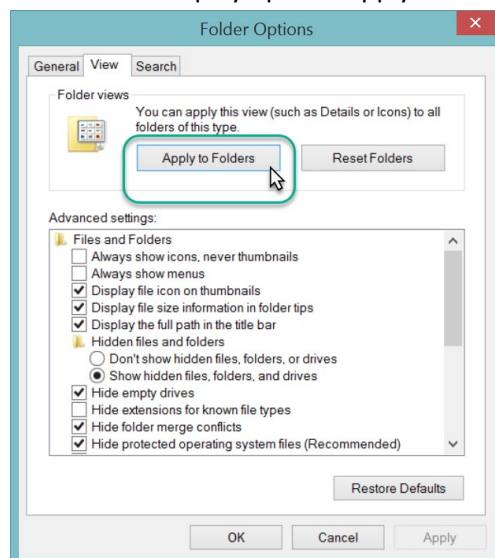 Folder Options
General View Search
Folder views
You can apply this view (such as Details or Icons) to all
folders of this type.
Apply to Folders Reset Folders
Advanced settings:
Files and Folders
Always show icons, never thumbnails
Always show menus
Display file icon on thumbnails
Display file size information in folder tips
Display the full path in the title bar
Hidden files and folders
Don't show hidden files, folders, or drives
Show hidden files, folders, and drives
Hide empty drives
Hide extensions for known file types
Hide folder merge conflicts
Hide protected operating system files (Recommended)
Restore Defaults
OK Cancel Apply